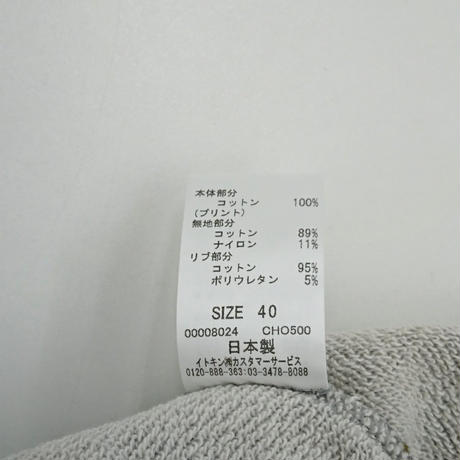 本体部分
コットン 100%
(プリント)
無地部分
コットン 89%
ナイロン 11%
リブ部分
コットン 95%
ポリウレタン 5%
SIZE 40
00008024 CHO500
日本製
イトキン㈱カスタマーサービス
0120-888-363:03-3478-8088